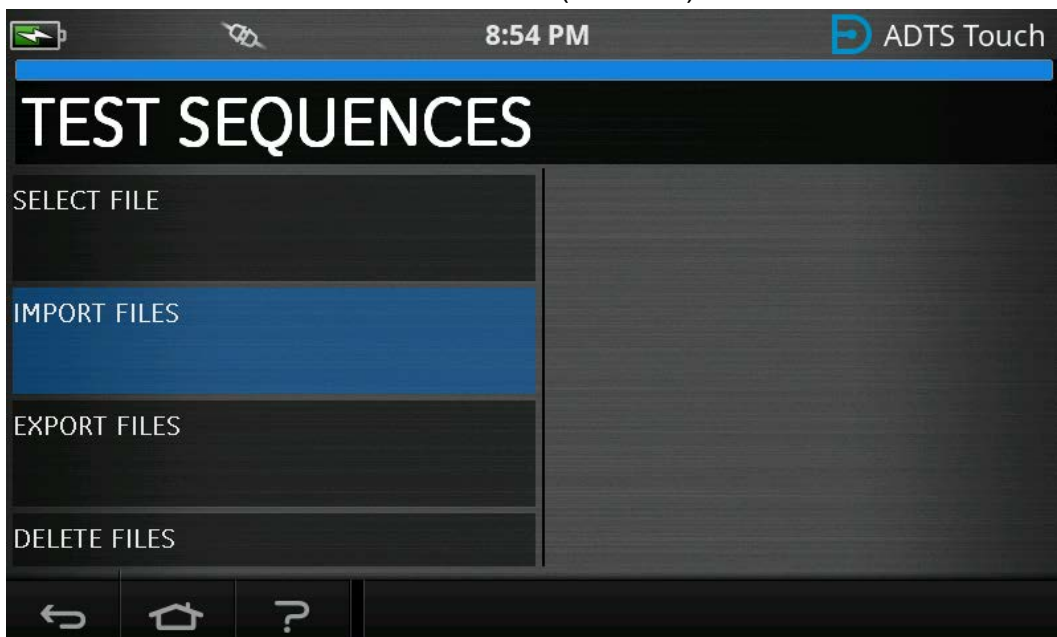 8:54 PM
ADTS Touch
TEST SEQUENCES
SELECT FILE
IMPORT FILES
EXPORT FILES
DELETE FILES
?